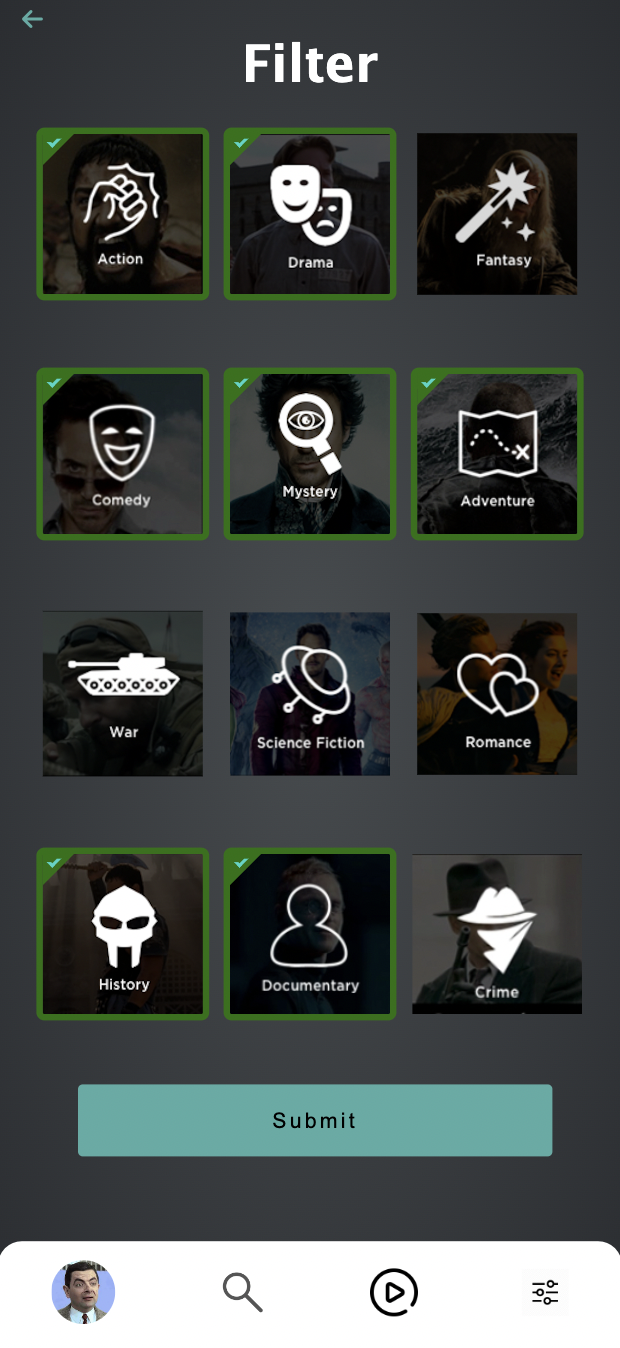 Filter
Action
Drama
Fantasy
Comedy
Mystery
Adventure
War
Science Fiction
Romance
History
Documentary
Crime
Submit